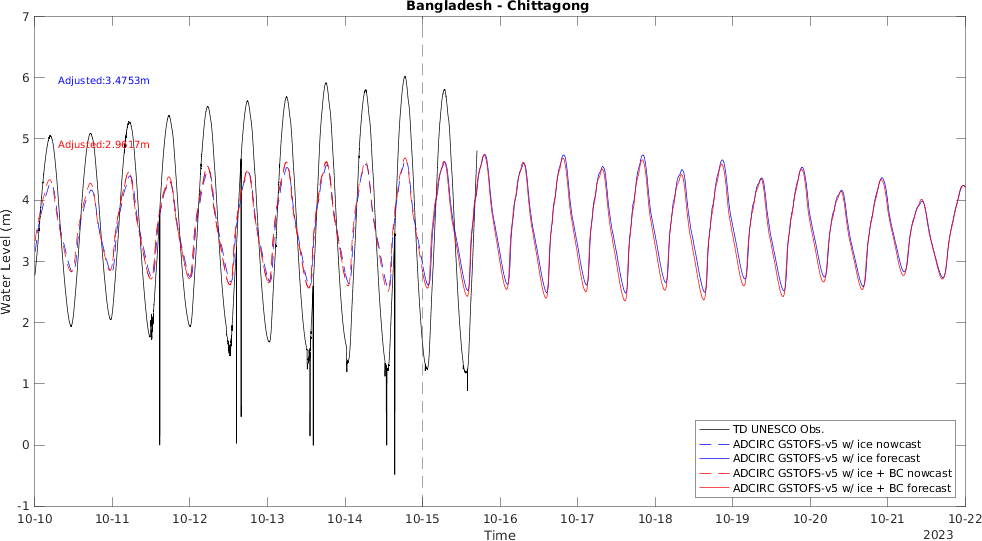 Bangladesh - Chittagong
7
6
5
4
3
2
1
0
-1
Water Level (m)
Adjusted:3.4753m
Adjusted:2.9617m
TD UNESCO Obs.
ADCIRC GSTOFS-v5 w/ ice nowcast
ADCIRC GSTOFS-v5 w/ ice forecast
ADCIRC GSTOFS-v5 w/ ice + BC nowcast
ADCIRC GSTOFS-v5 w/ ice + BC forecast
10-10 10-11 10-12 10-13 10-14 10-15 10-16 10-17 10-18 10-19 10-20 10-21 10-22
Time
2023